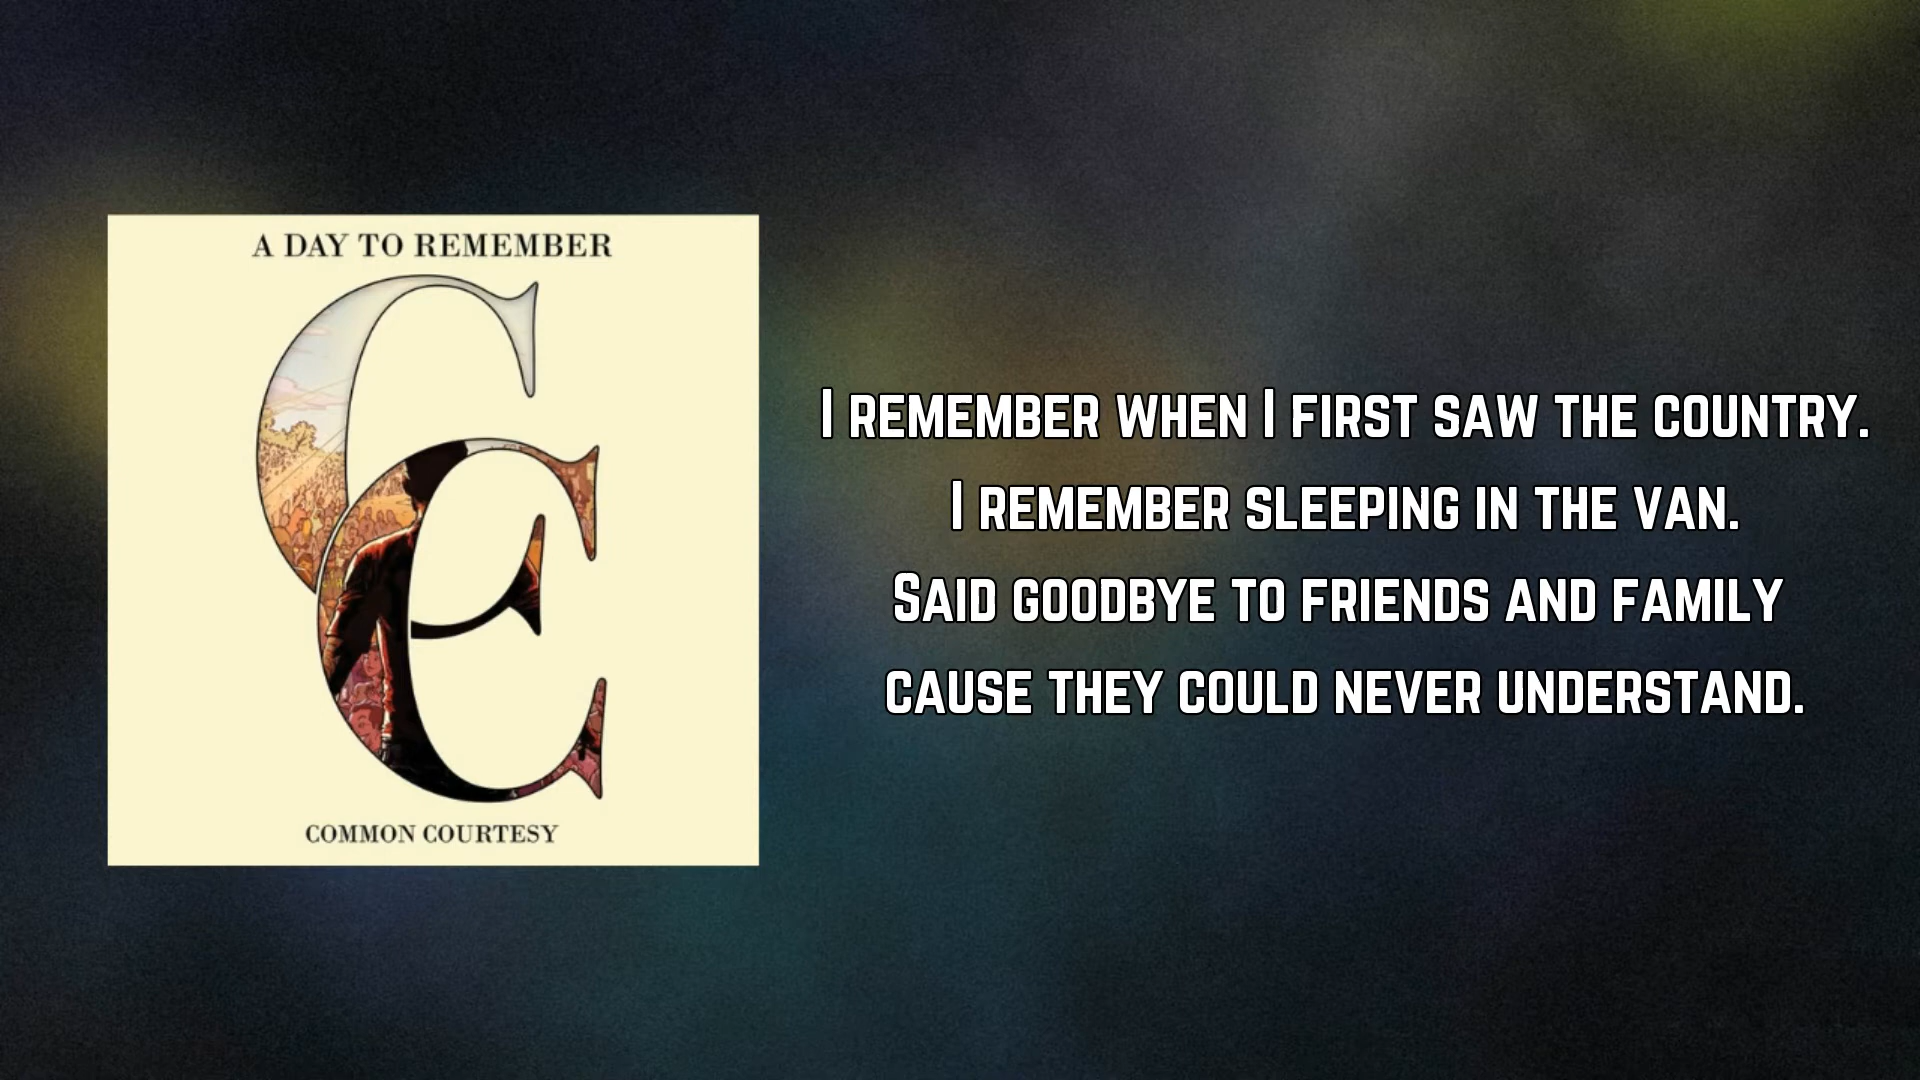 A DAY TO REMEMBER
CC
COMMON COURTESY
I REMEMBER WHEN I FIRST SAW THE COUNTRY.
I REMEMBER SLEEPING IN THE VAN.
SAID GOODBYE TO FRIENDS AND FAMILY
CAUSE THEY COULD NEVER UNDERSTAND.